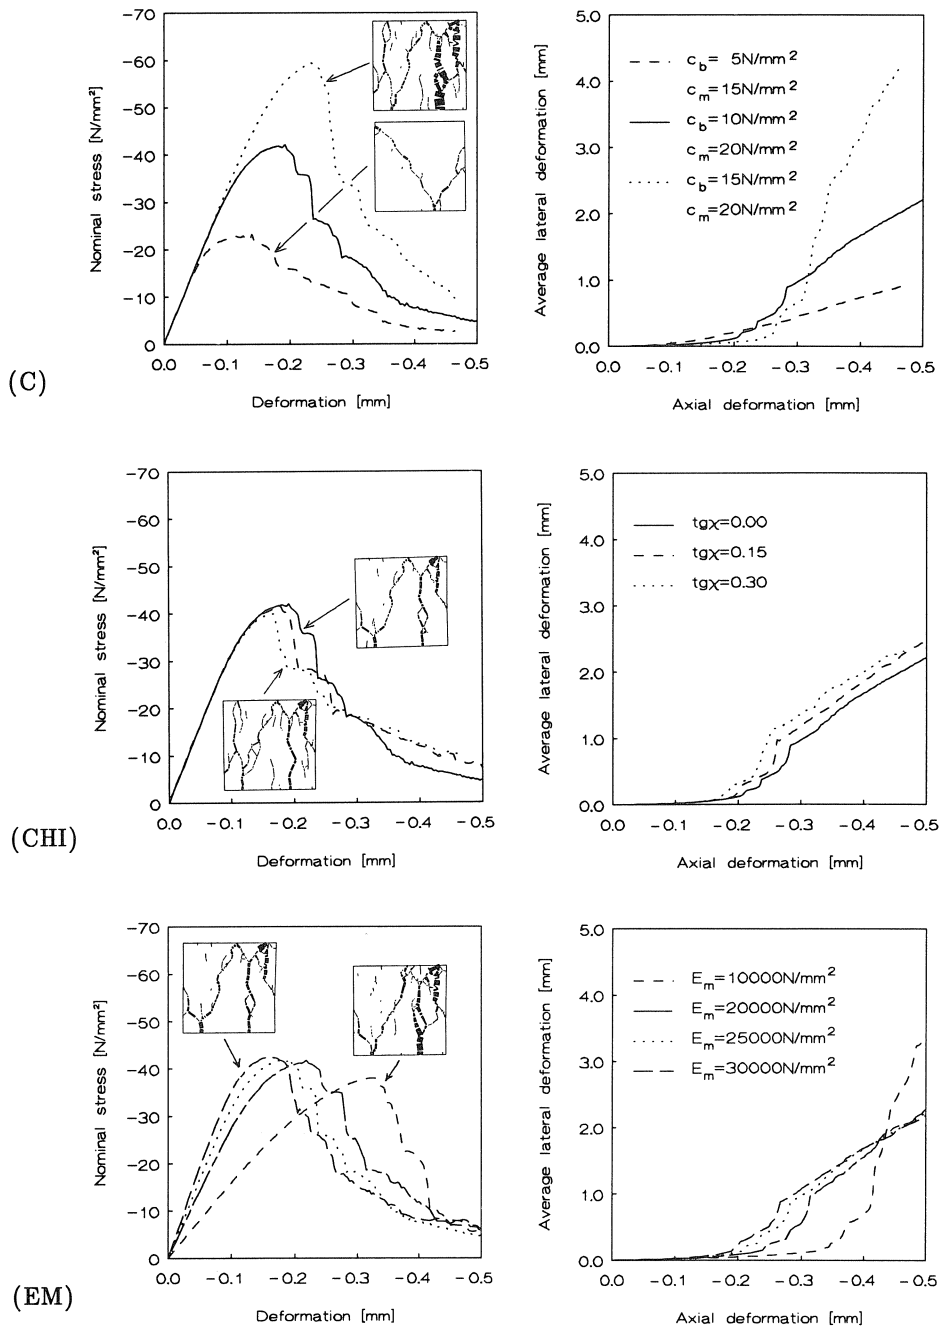 Nominal stress [N/mm²]
-70
-60
-50
-40
-30
-20
-10
0
0.0 -0.1 -0.2 -0.3 -0.4 -0.5
Deformation [mm]
Average lateral deformation [mm]
5.0
4.0
3.0
2.0
1.0
0.0
c_b= 5N/mm²
c_m=15N/mm²
c_b=10N/mm²
c_m=20N/mm²
c_b=15N/mm²
c_m=20N/mm²
0.0 -0.1 -0.2 -0.3 -0.4 -0.5
Axial deformation [mm]
(C)
Nominal stress [N/mm²]
-70
-60
-50
-40
-30
-20
-10
0
0.0 -0.1 -0.2 -0.3 -0.4 -0.5
Deformation [mm]
Average lateral deformation [mm]
5.0
4.0
3.0
2.0
1.0
0.0
tgχ=0.00
tgχ=0.15
tgχ=0.30
0.0 -0.1 -0.2 -0.3 -0.4 -0.5
Axial deformation [mm]
(CHI)
Nominal stress [N/mm²]
-70
-60
-50
-40
-30
-20
-10
0
0.0 -0.1 -0.2 -0.3 -0.4 -0.5
Deformation [mm]
Average lateral deformation [mm]
5.0
4.0
3.0
2.0
1.0
0.0
E_m=10000N/mm²
E_m=20000N/mm²
E_m=25000N/mm²
E_m=30000N/mm²
0.0 -0.1 -0.2 -0.3 -0.4 -0.5
Axial deformation [mm]
(EM)